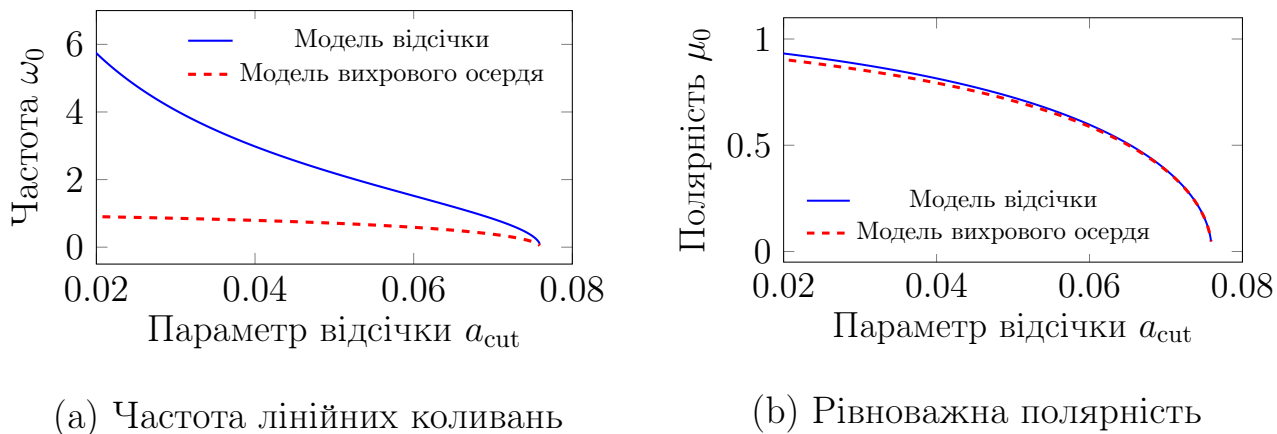 Частота ω₀
6
4
2
0
Модель відсічки
Модель вихрового осердя
0.02 0.04 0.06 0.08
Параметр відсічки a_cut
(a) Частота лінійних коливань
Полярність μ₀
1
0.5
0
Модель відсічки
Модель вихрового осердя
0.02 0.04 0.06 0.08
Параметр відсічки a_cut
(b) Рівноважна полярність